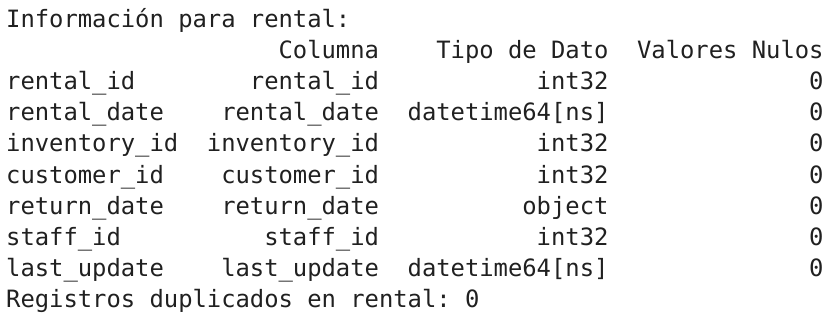 Información para rental:
Columna Tipo de Dato Valores Nulos
rental_id rental_id int32 0
rental_date rental_date datetime64[ns] 0
inventory_id inventory_id int32 0
customer_id customer_id int32 0
return_date return_date object 0
staff_id staff_id int32 0
last_update last_update datetime64[ns] 0
Registros duplicados en rental: 0